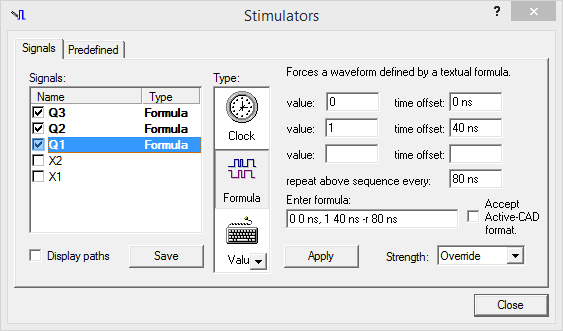 Stimulators
?
Signals Predefined
Signals:
Name Type
Q3 Formula
Q2 Formula
Q1 Formula
X2
X1
Display paths
Save
Type:
Clock
Formula
Valu
Forces a waveform defined by a textual formula.
value: 0 time offset: 0 ns
value: 1 time offset: 40 ns
value: time offset:
repeat above sequence every: 80 ns
Enter formula:
0 0 ns, 1 40 ns -r 80 ns
Accept
Active-CAD
format.
Apply
Strength: Override
Close